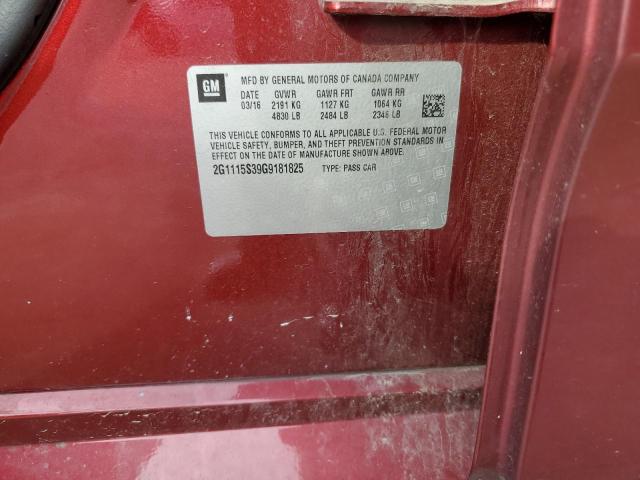 GM
MFD BY GENERAL MOTORS OF CANADA COMPANY
DATE GVWR GAWR FRT GAWR RR
03/16 2191 KG 1127 KG 1064 KG
4830 LB 2484 LB 2346 LB
THIS VEHICLE CONFORMS TO ALL APPLICABLE U.S. FEDERAL MOTOR
VEHICLE SAFETY, BUMPER, AND THEFT PREVENTION STANDARDS IN
EFFECT ON THE DATE OF MANUFACTURE SHOWN ABOVE.
2G1115S39G9181825 TYPE: PASS CAR